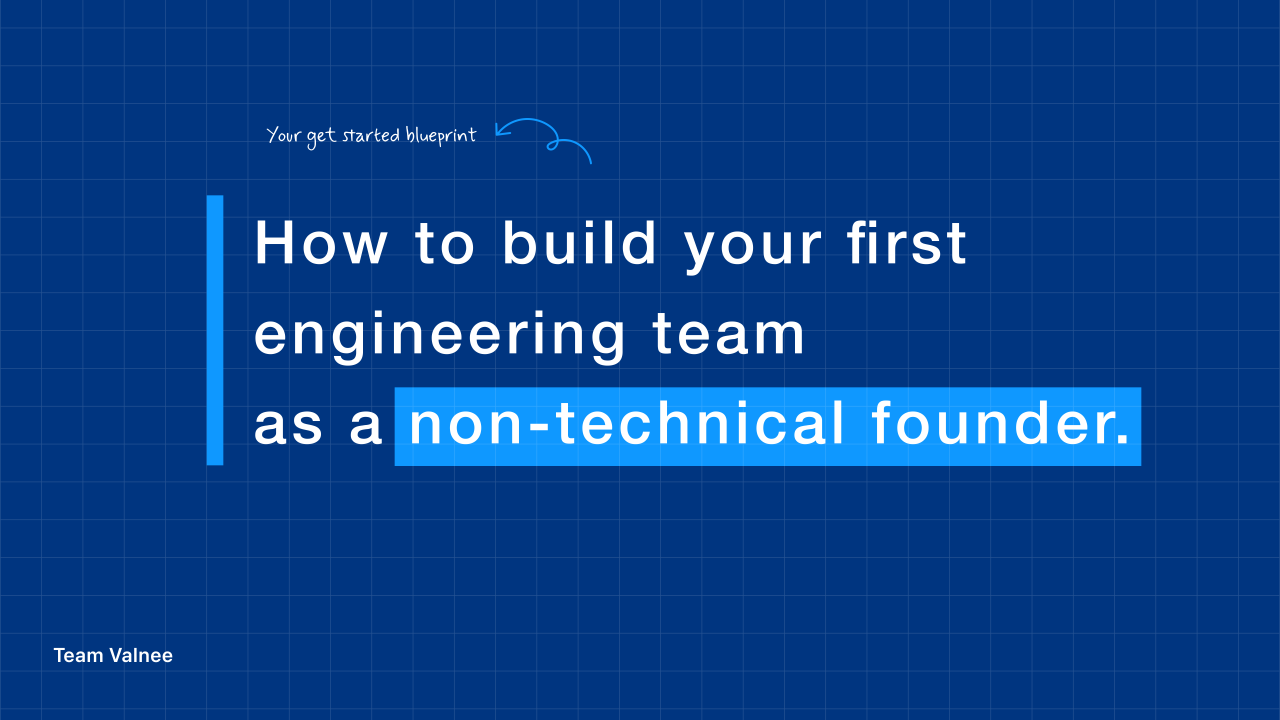 Your get started blueprint
How to build your first
engineering team
as a non-technical founder.
Team Valnee